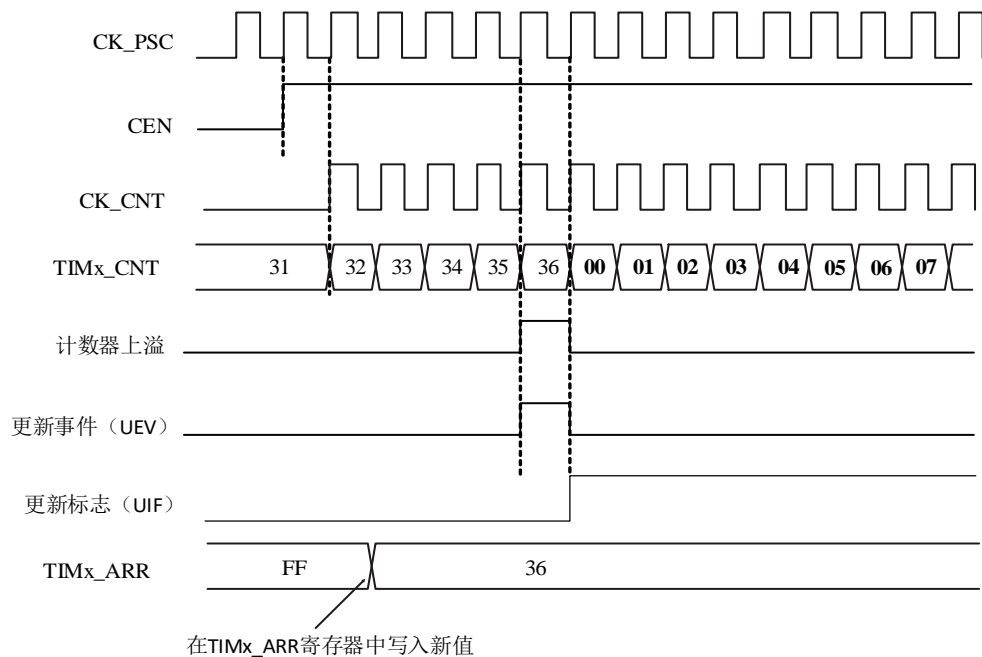 CK_PSC
CEN
CK_CNT
TIMx_CNT 31 32 33 34 35 36 00 01 02 03 04 05 06 07
计数器上溢
更新事件（UEV）
更新标志（UIF）
TIMx_ARR FF 36
在TIMx_ARR寄存器中写入新值